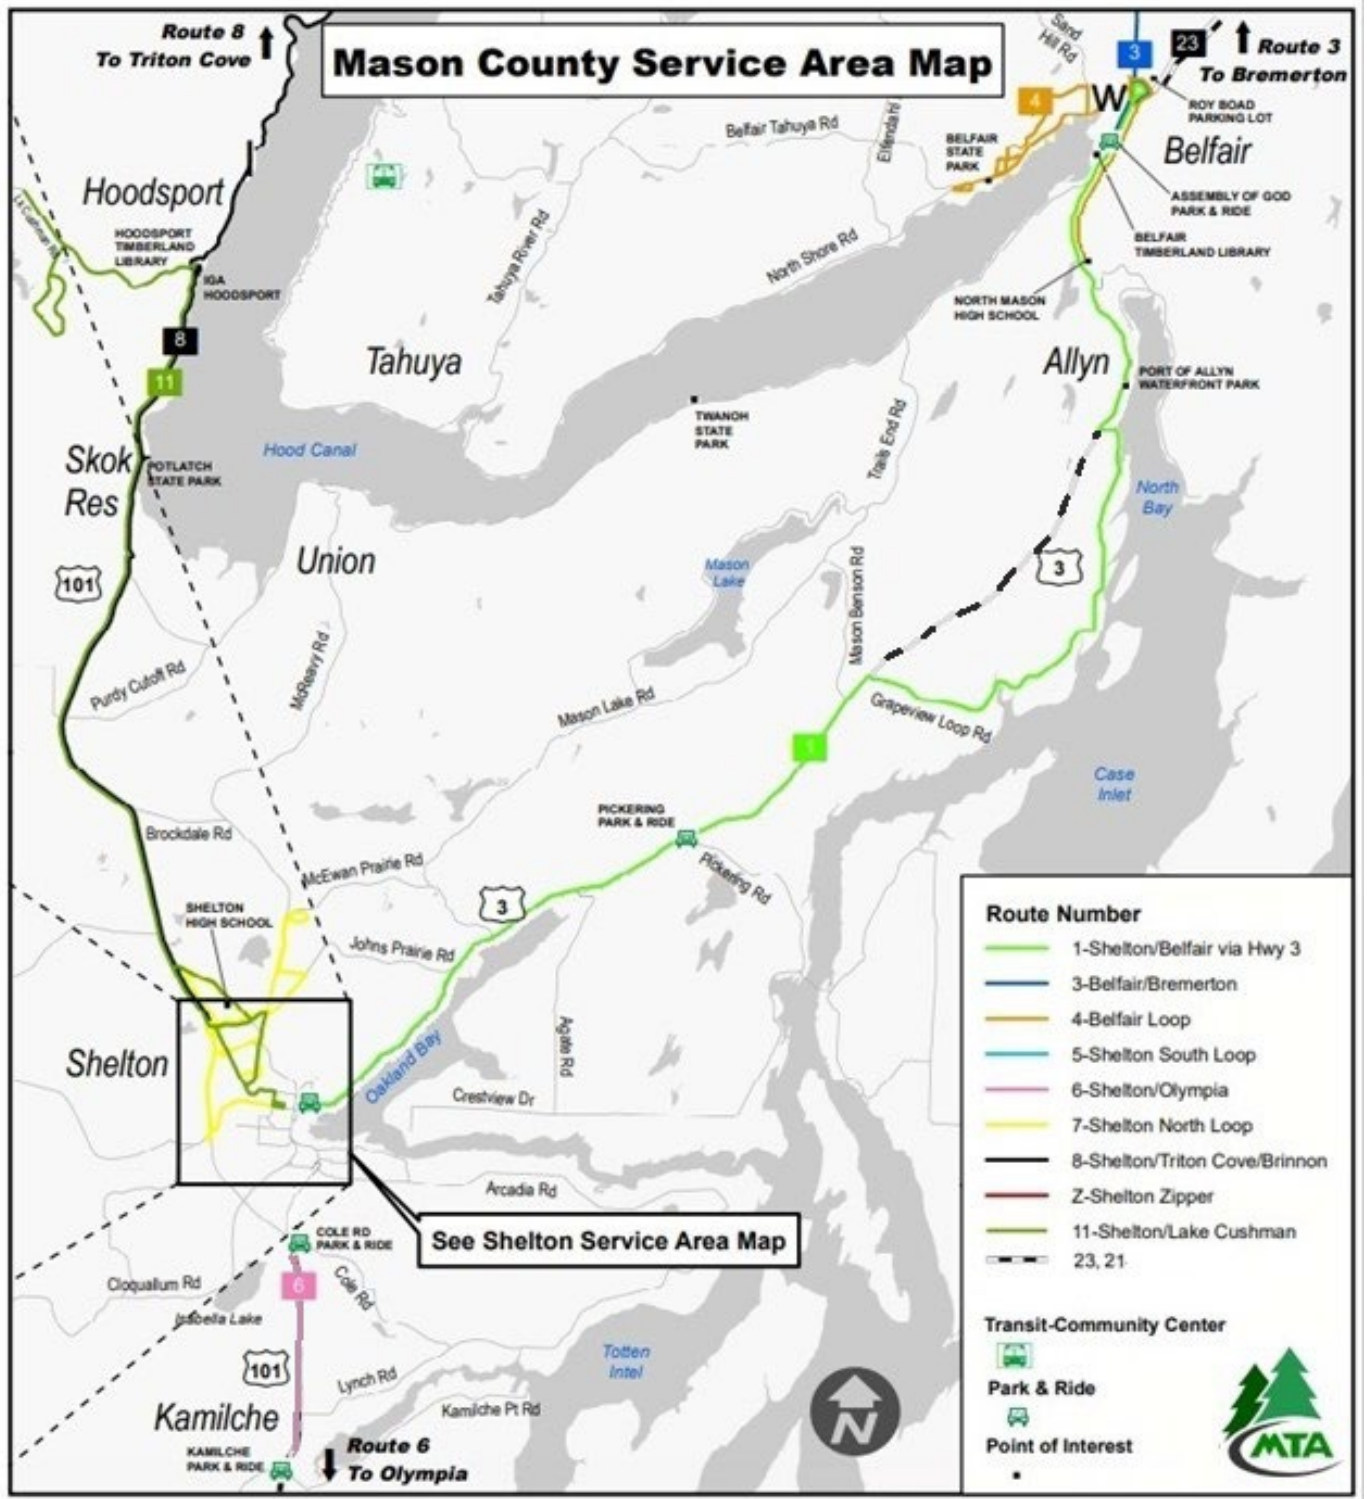 Route 8
To Triton Cove
Mason County Service Area Map
Sand
Hill Rd
3
23
Route 3
To Bremerton
4
W
ROY BOAD
PARKING LOT
Belfair Tahuya Rd
BELFAIR
STATE
PARK
Belfair
Hoodsport
ASSEMBLY OF GOD
PARK & RIDE
HOODSPORT
TIMBERLAND
LIBRARY
BELFAIR
TIMBERLAND LIBRARY
Tahuya River Rd
North Shore Rd
IGA
HOODSPORT
NORTH MASON
HIGH SCHOOL
8
Tahuya
Allyn
11
PORT OF ALLYN
WATERFRONT PARK
TWANOH
STATE
PARK
Trails End Rd
Hood Canal
Skok
Res
POTLATCH
STATE PARK
North
Bay
Union
101
Mason
Lake
3
Mason Benson Rd
Purdy Cutoff Rd
McReavy Rd
Mason Lake Rd
Grapeview Loop Rd
1
Case
Inlet
PICKERING
PARK & RIDE
Brockdale Rd
McEwan Prairie Rd
Pickering Rd
3
SHELTON
HIGH SCHOOL
Johns Prairie Rd
Shelton
Oakland Bay
Agate Rd
Crestview Dr
Arcadia Rd
See Shelton Service Area Map
COLE RD
PARK & RIDE
Cloquallum Rd
6
Cole Rd
Isabella Lake
101
Totten
Intel
Lynch Rd
Kamilche
Kamilche Pt Rd
N
KAMILCHE
PARK & RIDE
Route 6
To Olympia
Route Number
1-Shelton/Belfair via Hwy 3
3-Belfair/Bremerton
4-Belfair Loop
5-Shelton South Loop
6-Shelton/Olympia
7-Shelton North Loop
8-Shelton/Triton Cove/Brinnon
Z-Shelton Zipper
11-Shelton/Lake Cushman
23, 21
Transit-Community Center
Park & Ride
Point of Interest
MTA